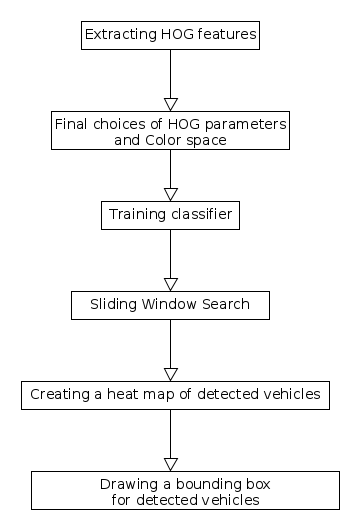 Extracting HOG features
Final choices of HOG parameters
and Color space
Training classifier
Sliding Window Search
Creating a heat map of detected vehicles
Drawing a bounding box
for detected vehicles